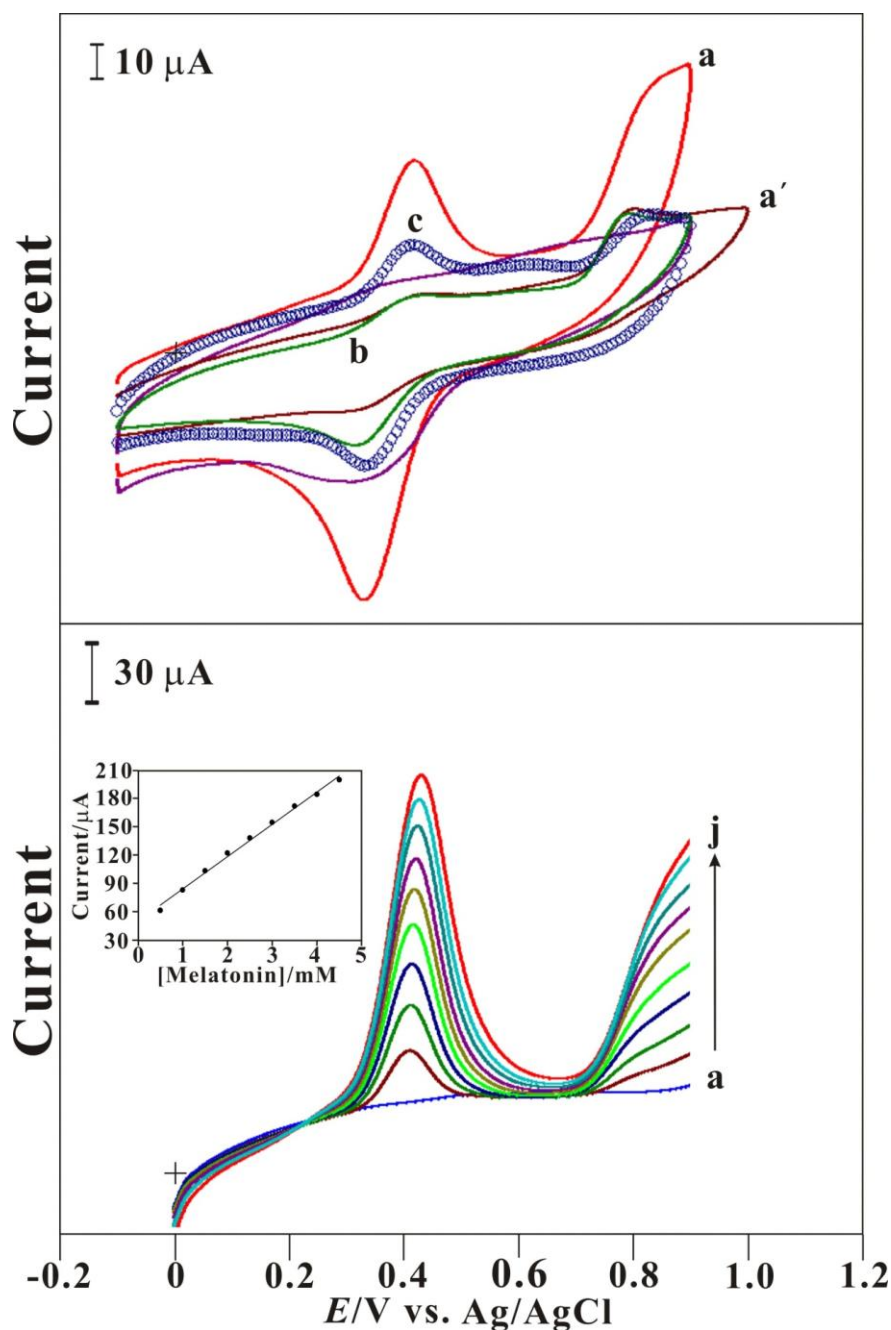 10 μA
a
a´
c
b
Current
30 μA
210
180
150
120
90
60
30
Current/μA
0 1 2 3 4 5
[Melatonin]/mM
j
a
Current
-0.2 0 0.2 0.4 0.6 0.8 1.0 1.2
E/V vs. Ag/AgCl